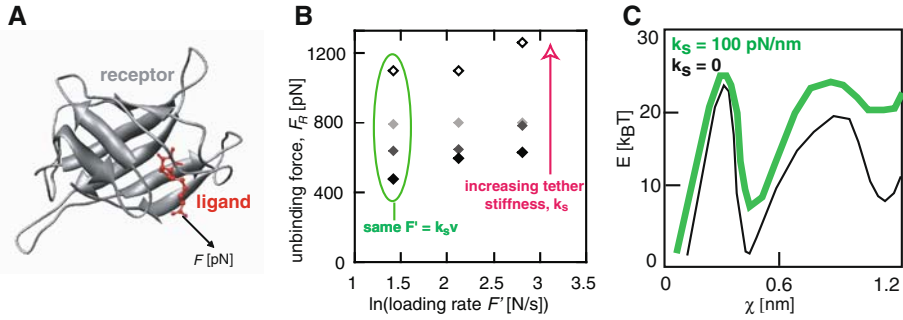 A
receptor
ligand
F [pN]
B
unbinding force, F_R [pN]
1200
800
400
0
same F' = k_s v
increasing tether
stiffness, k_s
1 1.5 2 2.5 3 3.5
ln(loading rate F' [N/s])
C
k_s = 100 pN/nm
k_s = 0
E [k_BT]
30
20
10
0
0.6 1.2
χ [nm]